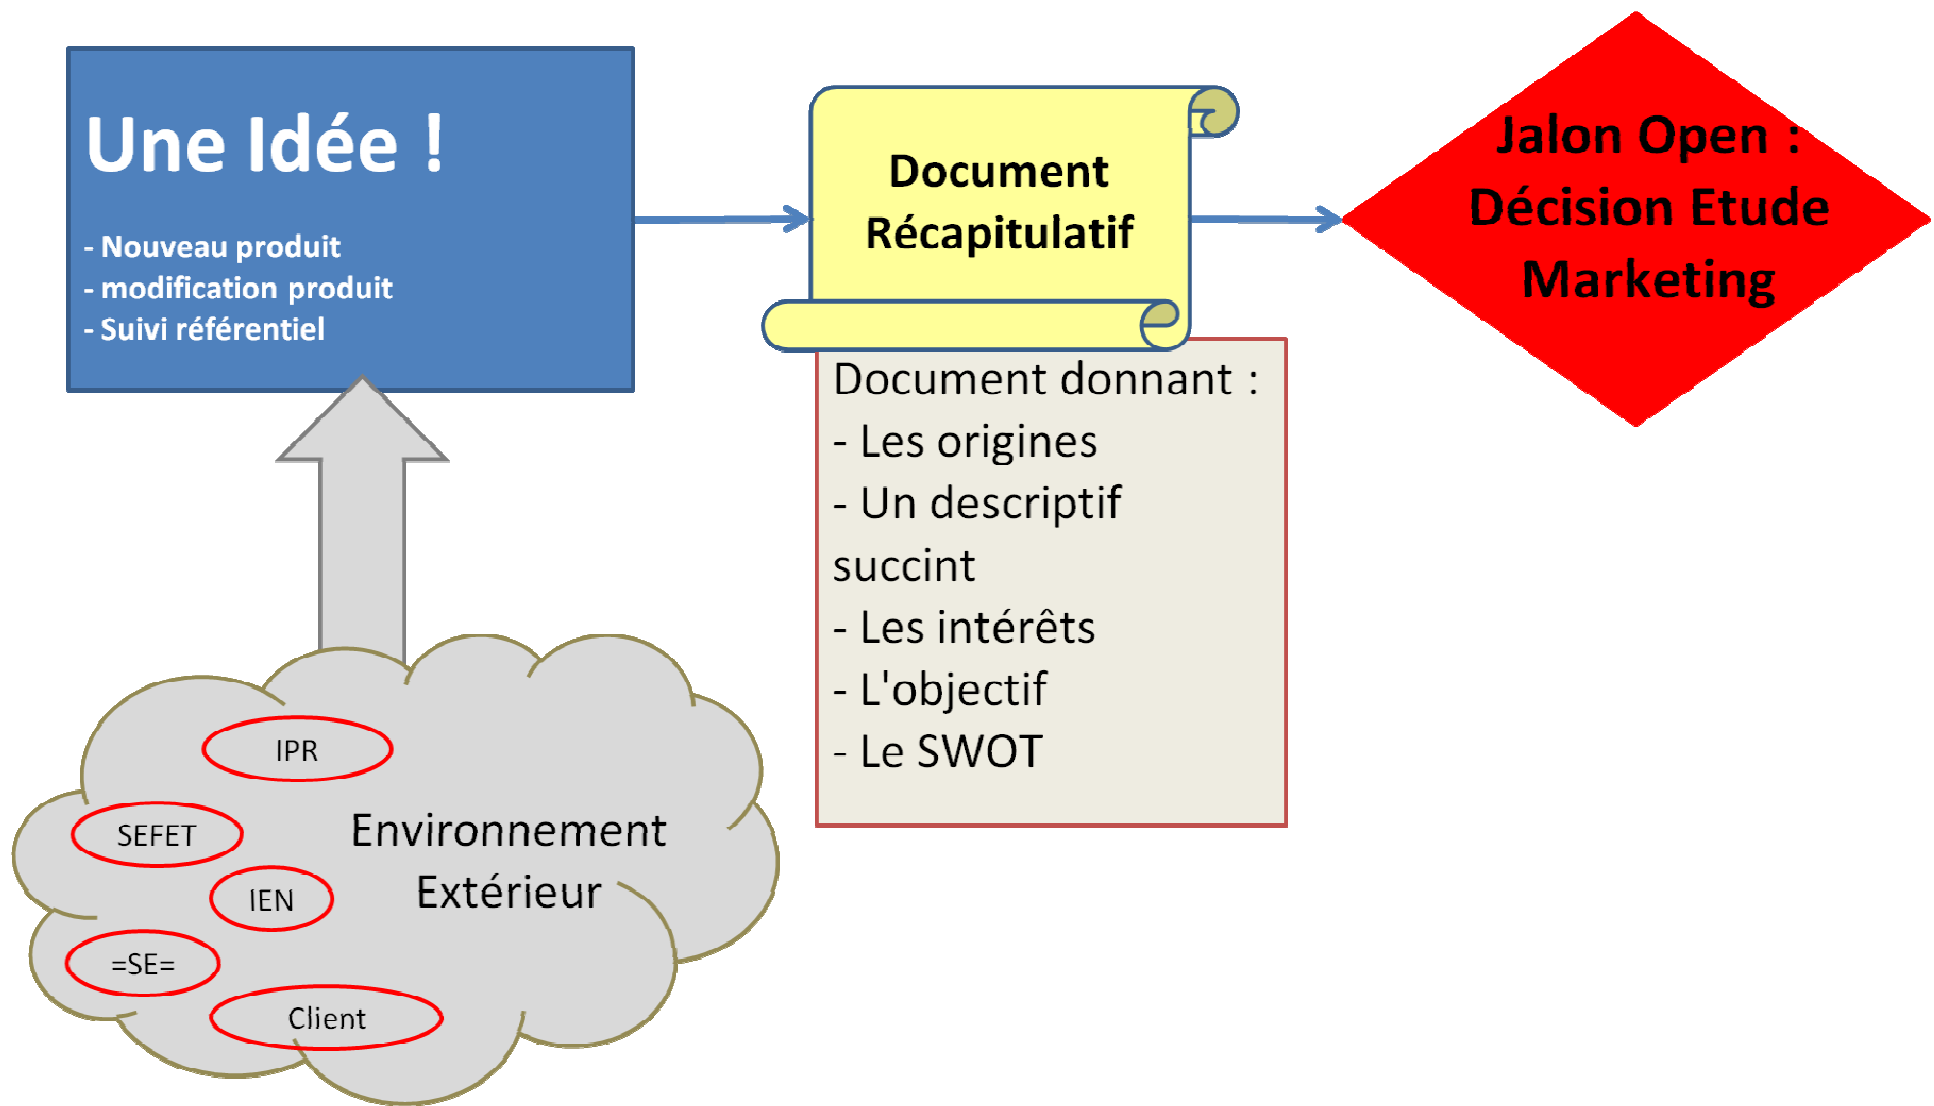 Une Idée !
- Nouveau produit
- modification produit
- Suivi référentiel
Document
Récapitulatif
Jalon Open :
Décision Etude
Marketing
Document donnant :
- Les origines
- Un descriptif
succint
- Les intérêts
- L'objectif
- Le SWOT
IPR
SEFET
IEN
=SE=
Client
Environnement
Extérieur